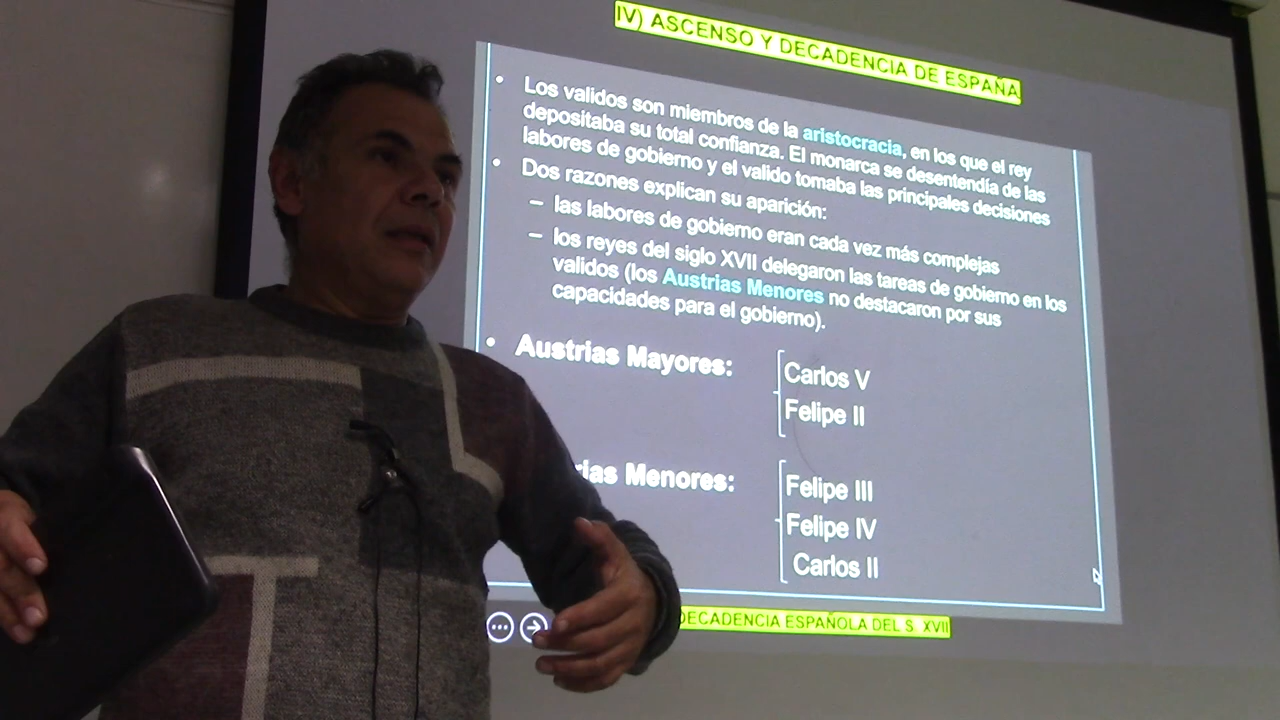 IV) ASCENSO Y DECADENCIA DE ESPAÑA
• Los validos son miembros de la aristocracia, en los que el rey
depositaba su total confianza. El monarca se desentendía de las
labores de gobierno y el valido tomaba las principales decisiones
• Dos razones explican su aparición:
– las labores de gobierno eran cada vez más complejas
– los reyes del siglo XVII delegaron las tareas de gobierno en los
validos (los Austrias Menores no destacaron por sus
capacidades para el gobierno).
• Austrias Mayores:
Carlos V
Felipe II
rias Menores:
Felipe III
Felipe IV
Carlos II
DECADENCIA ESPAÑOLA DEL S. XVII